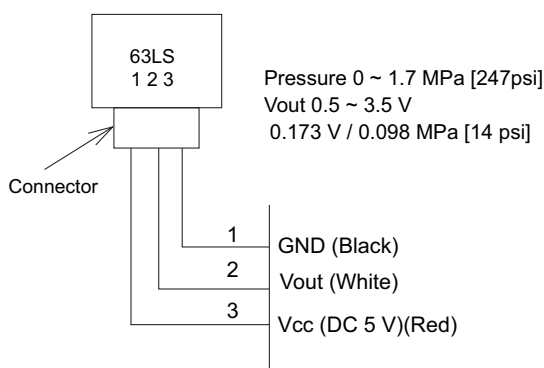 63LS
1 2 3
Pressure 0 ~ 1.7 MPa [247psi]
Vout 0.5 ~ 3.5 V
0.173 V / 0.098 MPa [14 psi]
Connector
1
GND (Black)
2
Vout (White)
3
Vcc (DC 5 V)(Red)